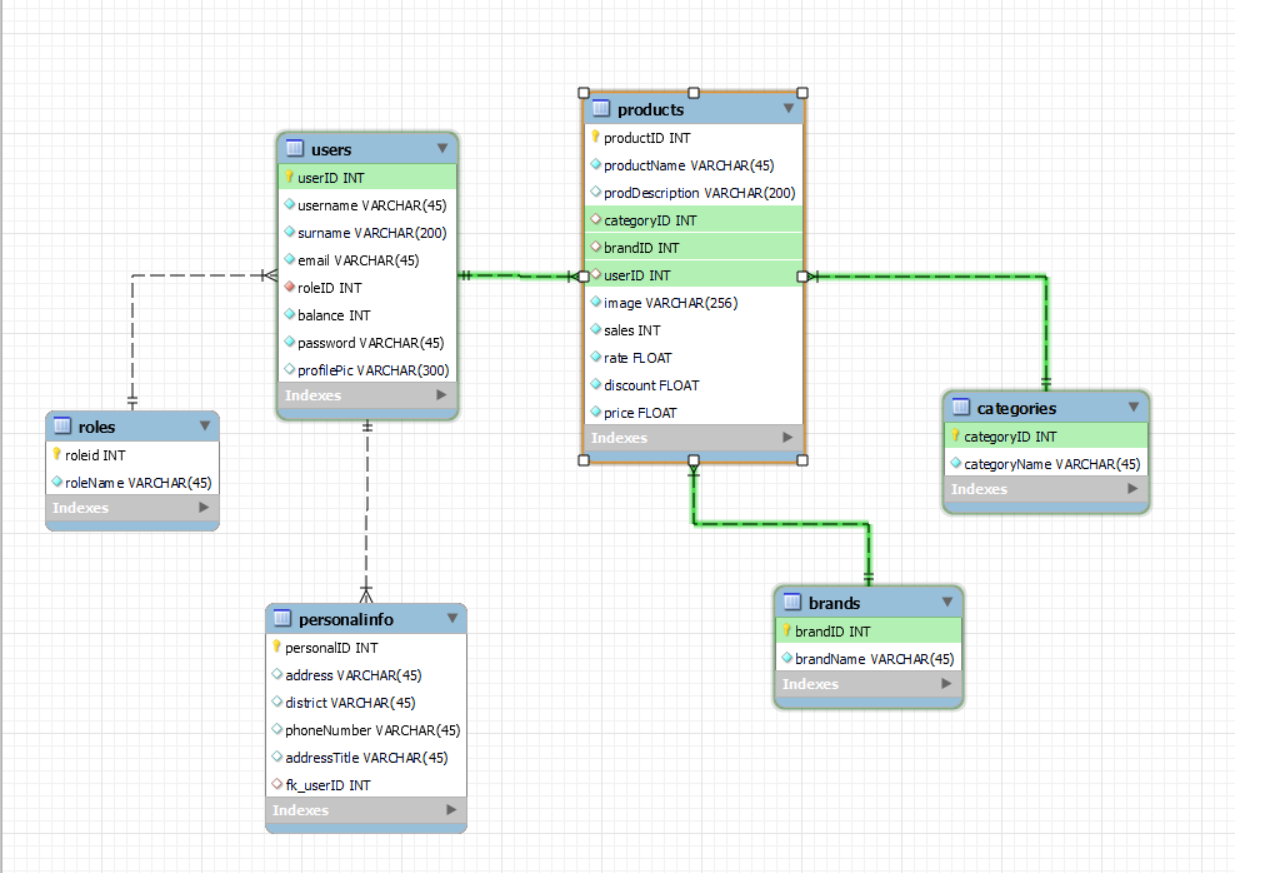 users
userID INT
username VARCHAR(45)
surname VARCHAR(200)
email VARCHAR(45)
roleID INT
balance INT
password VARCHAR(45)
profilePic VARCHAR(300)
Indexes
products
productID INT
productName VARCHAR(45)
prodDescription VARCHAR(200)
categoryID INT
brandID INT
userID INT
image VARCHAR(256)
sales INT
rate FLOAT
discount FLOAT
price FLOAT
Indexes
roles
roleid INT
roleName VARCHAR(45)
Indexes
categories
categoryID INT
categoryName VARCHAR(45)
Indexes
personalinfo
personalID INT
address VARCHAR(45)
district VARCHAR(45)
phoneNumber VARCHAR(45)
addressTitle VARCHAR(45)
fk_userID INT
Indexes
brands
brandID INT
brandName VARCHAR(45)
Indexes